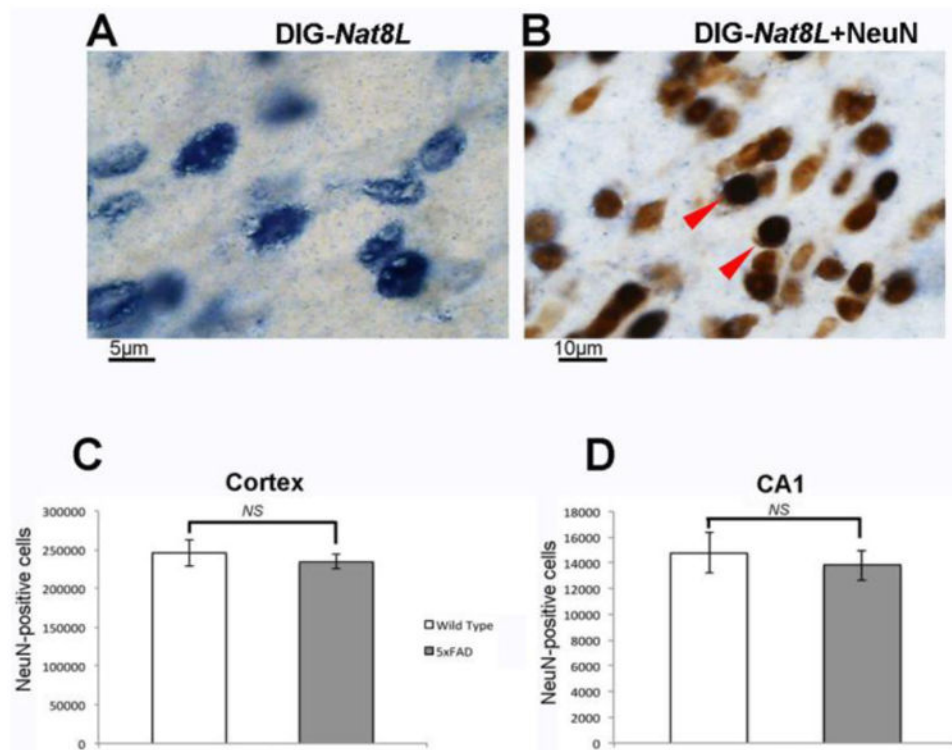 A
DIG-Nat8L
B
DIG-Nat8L+NeuN
5µm
10µm
C
Cortex
NS
NeuN-positive cells
300000
250000
200000
150000
100000
50000
0
Wild Type
5xFAD
D
CA1
NS
NeuN-positive cells
18000
16000
14000
12000
10000
8000
6000
4000
2000
0